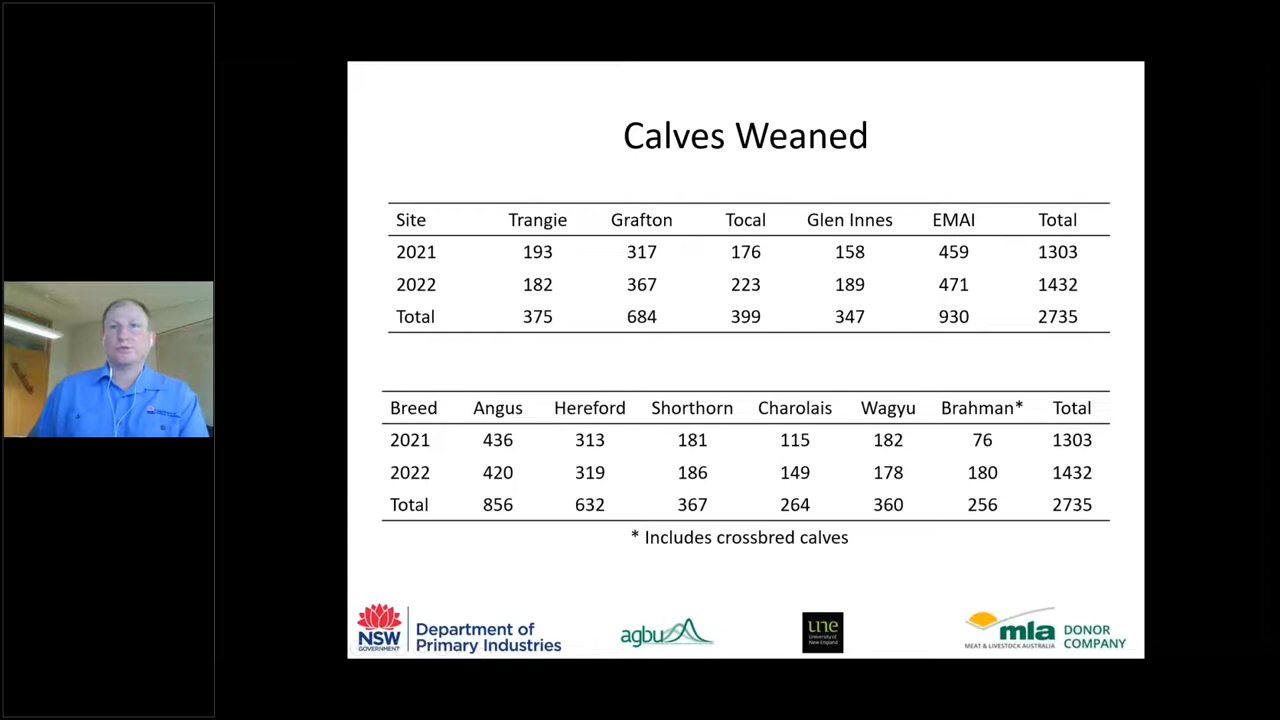 Calves Weaned
Site Trangie Grafton Tocal Glen Innes EMAI Total
2021 193 317 176 158 459 1303
2022 182 367 223 189 471 1432
Total 375 684 399 347 930 2735
Breed Angus Hereford Shorthorn Charolais Wagyu Brahman* Total
2021 436 313 181 115 182 76 1303
2022 420 319 186 149 178 180 1432
Total 856 632 367 264 360 256 2735
* Includes crossbred calves
NSW
GOVERNMENT
Department of
Primary Industries
agbu
une
University of
New England
mla
MEAT & LIVESTOCK AUSTRALIA
DONOR
COMPANY